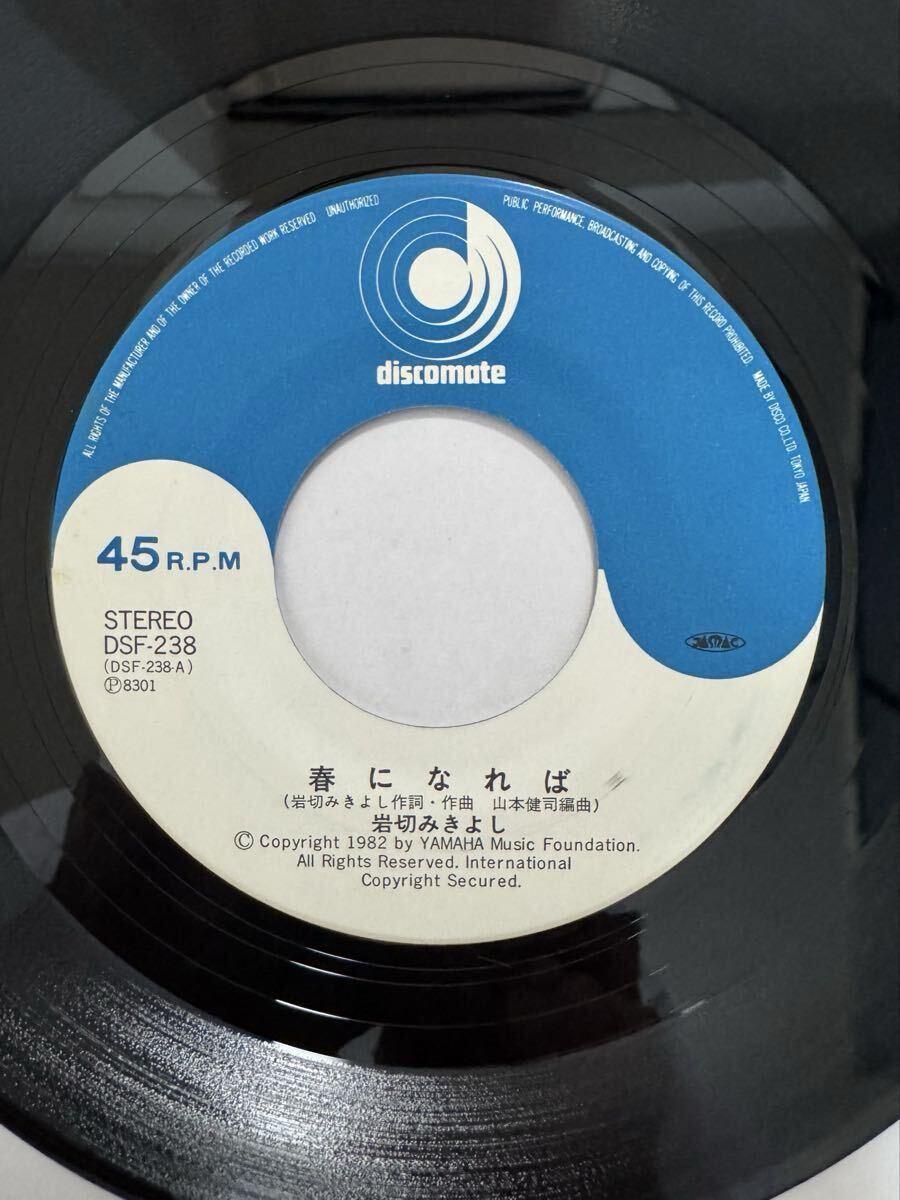 ALL RIGHTS OF THE MANUFACTURER AND OF THE OWNER OF THE RECORDED WORK RESERVED UNAUTHORIZED
PUBLIC PERFORMANCE, BROADCASTING AND COPYING OF THIS RECORD PROHIBITED. MADE BY DISCO CO., LTD. TOKYO JAPAN
discomate
45 R.P.M
STEREO
DSF-238
(DSF-238-A)
Ⓟ8301
JASRAC
春になれば
(岩切みきよし作詞・作曲 山本健司編曲)
岩切みきよし
© Copyright 1982 by YAMAHA Music Foundation.
All Rights Reserved. International
Copyright Secured.